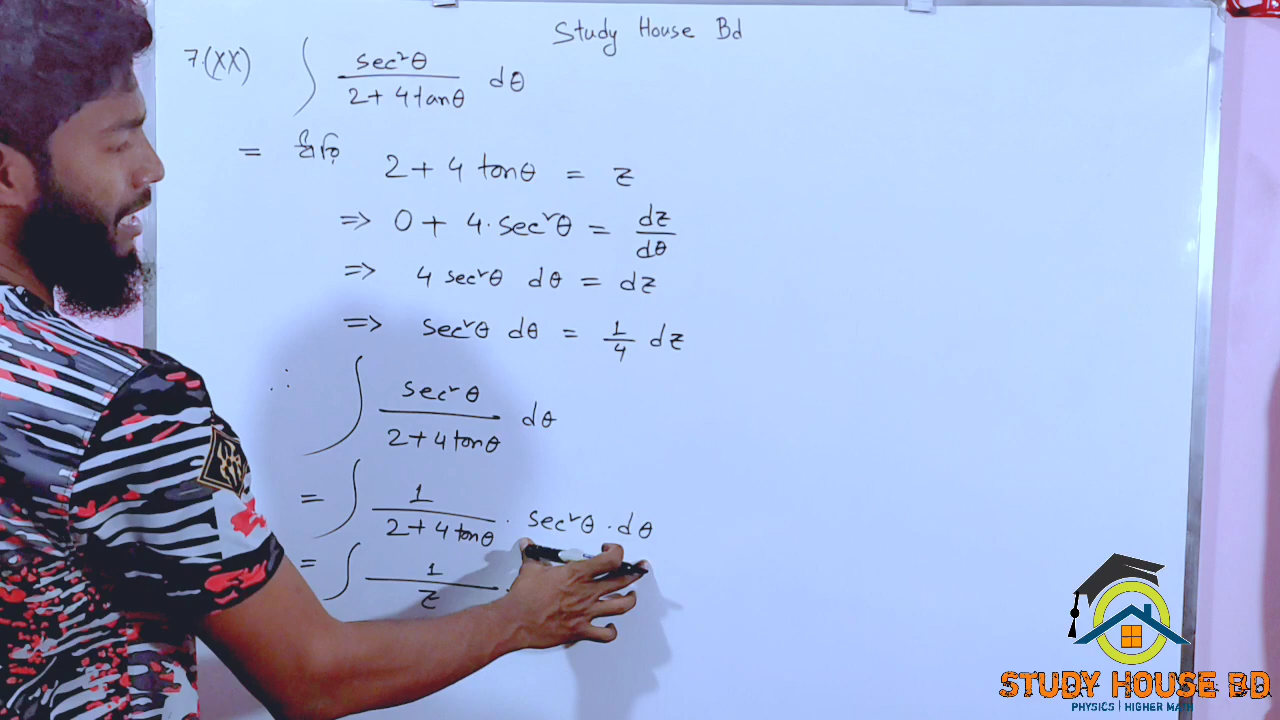 Study House Bd
7.(XX) ∫ sec²θ / 2+4tanθ dθ
= ধরি, 2+4 tanθ = z
=> 0 + 4·sec²θ = dz/dθ
=> 4 sec²θ dθ = dz
=> sec²θ dθ = 1/4 dz
∴ ∫ sec²θ / 2+4tanθ dθ
= ∫ 1 / 2+4tanθ · sec²θ · dθ
= ∫ 1/z ·
STUDY HOUSE BD
PHYSICS | HIGHER MATH